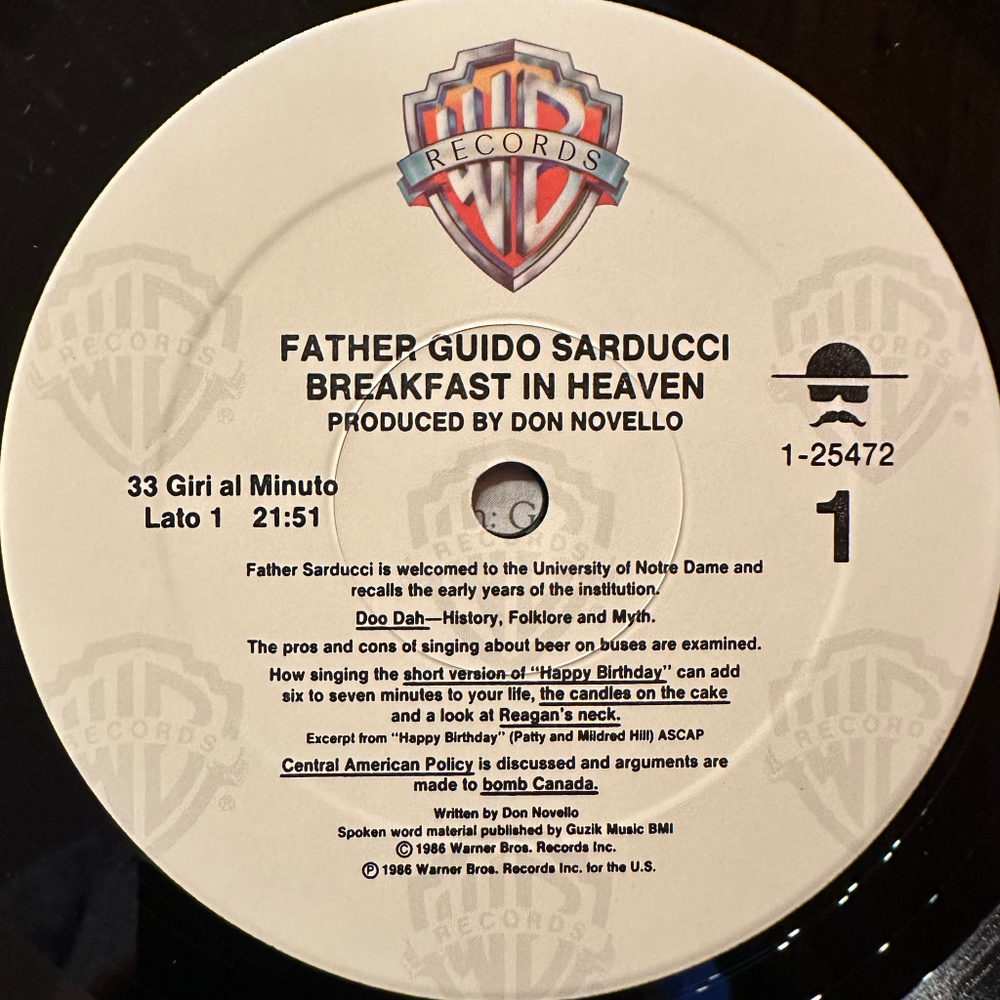 WB
RECORDS
FATHER GUIDO SARDUCCI
BREAKFAST IN HEAVEN
PRODUCED BY DON NOVELLO
1-25472
33 Giri al Minuto
Lato 1 21:51
1
: G
Father Sarducci is welcomed to the University of Notre Dame and
recalls the early years of the institution.
Doo Dah—History, Folklore and Myth.
The pros and cons of singing about beer on buses are examined.
How singing the short version of "Happy Birthday" can add
six to seven minutes to your life, the candles on the cake
and a look at Reagan's neck.
Excerpt from "Happy Birthday" (Patty and Mildred Hill) ASCAP
Central American Policy is discussed and arguments are
made to bomb Canada.
Written by Don Novello
Spoken word material published by Guzik Music BMI
© 1986 Warner Bros. Records Inc.
℗ 1986 Warner Bros. Records Inc. for the U.S.